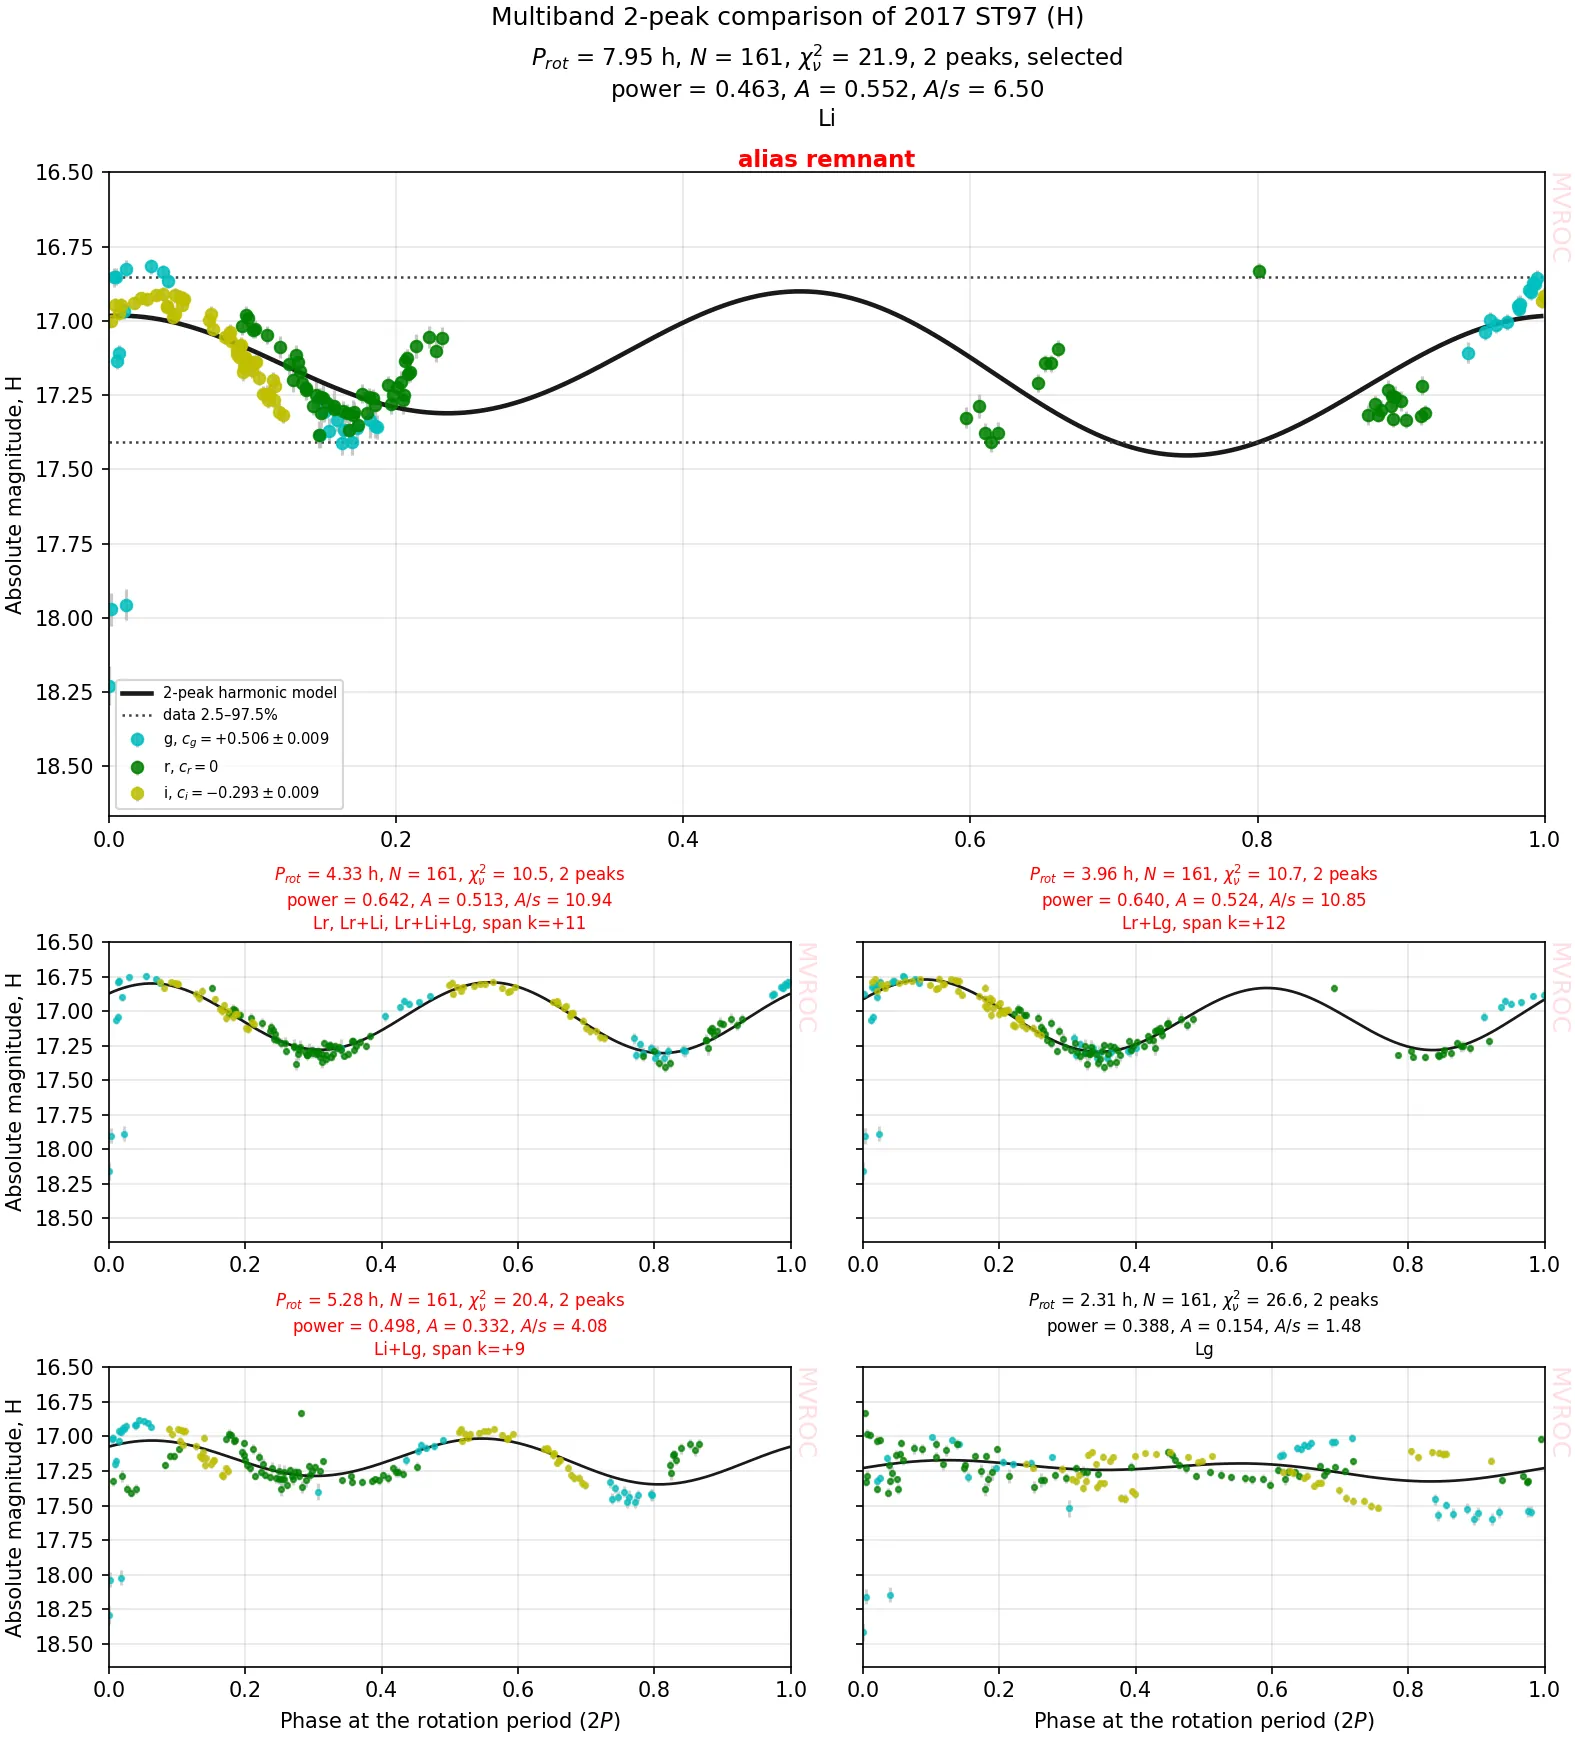 Multiband 2-peak comparison of 2017 ST97 (H)
P_rot = 7.95 h, N = 161, χ²_ν = 21.9, 2 peaks, selected
power = 0.463, A = 0.552, A/s = 6.50
Li
alias remnant
MVROC
Absolute magnitude, H
16.50
16.75
17.00
17.25
17.50
17.75
18.00
18.25
18.50
2-peak harmonic model
data 2.5–97.5%
g, c_g = +0.506 ± 0.009
r, c_r = 0
i, c_i = −0.293 ± 0.009
0.0 0.2 0.4 0.6 0.8 1.0
P_rot = 4.33 h, N = 161, χ²_ν = 10.5, 2 peaks
power = 0.642, A = 0.513, A/s = 10.94
Lr, Lr+Li, Lr+Li+Lg, span k=+11
MVROC
Absolute magnitude, H
16.50
16.75
17.00
17.25
17.50
17.75
18.00
18.25
18.50
0.0 0.2 0.4 0.6 0.8 1.0
P_rot = 3.96 h, N = 161, χ²_ν = 10.7, 2 peaks
power = 0.640, A = 0.524, A/s = 10.85
Lr+Lg, span k=+12
MVROC
0.0 0.2 0.4 0.6 0.8 1.0
P_rot = 5.28 h, N = 161, χ²_ν = 20.4, 2 peaks
power = 0.498, A = 0.332, A/s = 4.08
Li+Lg, span k=+9
MVROC
Absolute magnitude, H
16.50
16.75
17.00
17.25
17.50
17.75
18.00
18.25
18.50
0.0 0.2 0.4 0.6 0.8 1.0
Phase at the rotation period (2P)
P_rot = 2.31 h, N = 161, χ²_ν = 26.6, 2 peaks
power = 0.388, A = 0.154, A/s = 1.48
Lg
MVROC
0.0 0.2 0.4 0.6 0.8 1.0
Phase at the rotation period (2P)